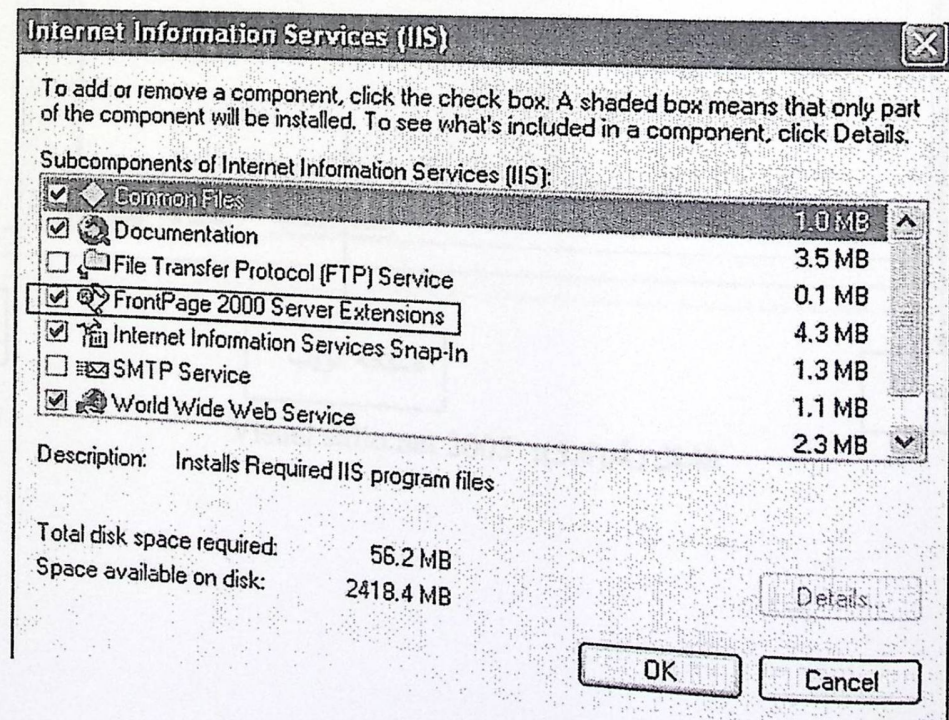 Internet Information Services (IIS)
To add or remove a component, click the check box. A shaded box means that only part
of the component will be installed. To see what's included in a component, click Details.
Subcomponents of Internet Information Services (IIS):
Common Files 1.0 MB
Documentation 3.5 MB
File Transfer Protocol (FTP) Service 0.1 MB
FrontPage 2000 Server Extensions 4.3 MB
Internet Information Services Snap-In 1.3 MB
SMTP Service 1.1 MB
World Wide Web Service 2.3 MB
Description: Installs Required IIS program files
Total disk space required: 56.2 MB
Space available on disk: 2418.4 MB
Details...
OK Cancel